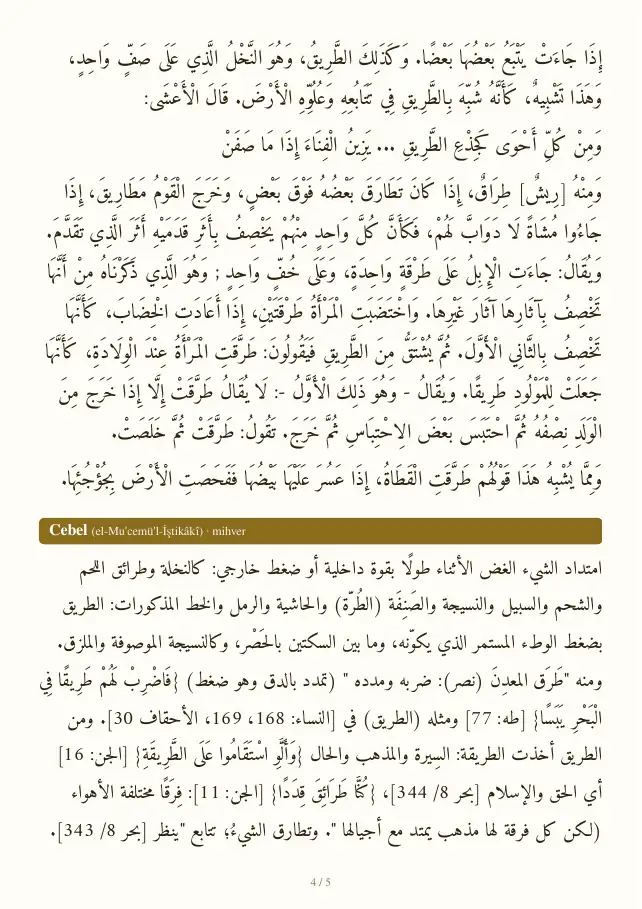 إِذَا جَاءَتْ يَتْبَعُ بَعْضُهَا بَعْضًا. وَكَذَلِكَ الطَّرِيقُ، وَهُوَ النَّخْلُ الَّذِي عَلَى صَفٍّ وَاحِدٍ،
وَهَذَا تَشْبِيهٌ، كَأَنَّهُ شُبِّهَ بِالطَّرِيقِ فِي تَتَابُعِهِ وَعُلُوِّهِ الْأَرْضَ. قَالَ الْأَعْشَى:
وَمِنْ كُلِّ أَحْوَى كَجِذْعِ الطَّرِيقِ ... يَزِينُ الْفِنَاءَ إِذَا مَا صَفَنْ
وَمِنْهُ [رِيشٌ] طِرَاقٌ، إِذَا كَانَ تَطَارَقَ بَعْضُهُ فَوْقَ بَعْضٍ، وَخَرَجَ الْقَوْمُ مَطَارِيقَ، إِذَا
جَاءُوا مُشَاةً لَا دَوَابَّ لَهُمْ، فَكَأَنَّ كُلَّ وَاحِدٍ مِنْهُمْ يَخْصِفُ بِأَثَرِ قَدَمَيْهِ أَثَرَ الَّذِي تَقَدَّمَ.
وَيُقَالُ: جَاءَتِ الْإِبِلُ عَلَى طَرْقَةٍ وَاحِدَةٍ، وَعَلَى خُفٍّ وَاحِدٍ ; وَهُوَ الَّذِي ذَكَرْنَاهُ مِنْ أَنَّهَا
تَخْصِفُ بِآثَارِهَا آثَارَ غَيْرِهَا. وَاخْتَضَبَتِ الْمَرْأَةُ طَرْقَتَيْنِ، إِذَا أَعَادَتِ الْخِضَابَ، كَأَنَّهَا
تَخْصِفُ بِالثَّانِي الْأَوَّلَ. ثُمَّ يُشْتَقُّ مِنَ الطَّرِيقِ فَيَقُولُونَ: طَرَّقَتِ الْمَرْأَةُ عِنْدَ الْوِلَادَةِ، كَأَنَّهَا
جَعَلَتْ لِلْمَوْلُودِ طَرِيقًا. وَيُقَالُ - وَهُوَ ذَلِكَ الْأَوَّلُ -: لَا يُقَالُ طَرَّقَتْ إِلَّا إِذَا خَرَجَ مِنَ
الْوَلَدِ نِصْفُهُ ثُمَّ احْتَبَسَ بَعْضَ الِاحْتِبَاسِ ثُمَّ خَرَجَ. تَقُولُ: طَرَّقَتْ ثُمَّ خَلَصَتْ.
وَمِمَّا يُشْبِهُ هَذَا قَوْلُهُمْ طَرَّقَتِ الْقَطَاةُ، إِذَا عَسُرَ عَلَيْهَا بَيْضُهَا فَفَحَصَتِ الْأَرْضَ بِجُؤْجُئِهَا.
Cebel (el-Mu'cemü'l-İştikâkî) · mihver
امتداد الشيء الغض الأثناء طولًا بقوة داخلية أو ضغط خارجي: كالنخلة وطرائق اللحم
والشحم والسبيل والنسيجة والصَنِفَة (الطُرّة) والحاشية والرمل والخط المذكورات: الطريق
بضغط الوطء المستمر الذي يكوّنه، وما بين السكتين بالحَصْر، وكالنسيجة الموصوفة والملزق.
ومنه "طَرَق المعدِنَ (نصر): ضربه ومدده " (تمدد بالدق وهو ضغط) {فَاضْرِبْ لَهُمْ طَرِيقًا فِي
الْبَحْرِ يَبَسًا} [طه: 77] ومثله (الطريق) في [النساء: 168، 169، الأحقاف 30]. ومن
الطريق أخذت الطريقة: السِيرة والمذهب والحال {وَأَلَّوِ اسْتَقَامُوا عَلَى الطَّرِيقَةِ} [الجن: 16]
أي الحق والإسلام [بحر 8/ 344]، {كُنَّا طَرَائِقَ قِدَدًا} [الجن: 11]: فِرَقًا مختلفة الأهواء
(لكن كل فرقة لها مذهب يمتد مع أجيالها ". وتطارق الشيءُ: تتابع "ينظر [بحر 8/ 343].
4 / 5